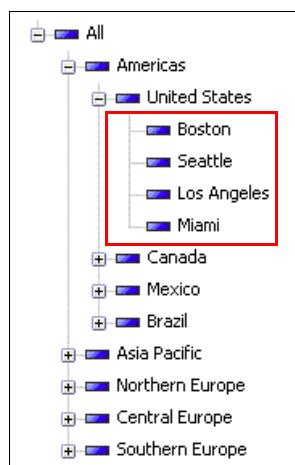 All
Americas
United States
Boston
Seattle
Los Angeles
Miami
Canada
Mexico
Brazil
Asia Pacific
Northern Europe
Central Europe
Southern Europe